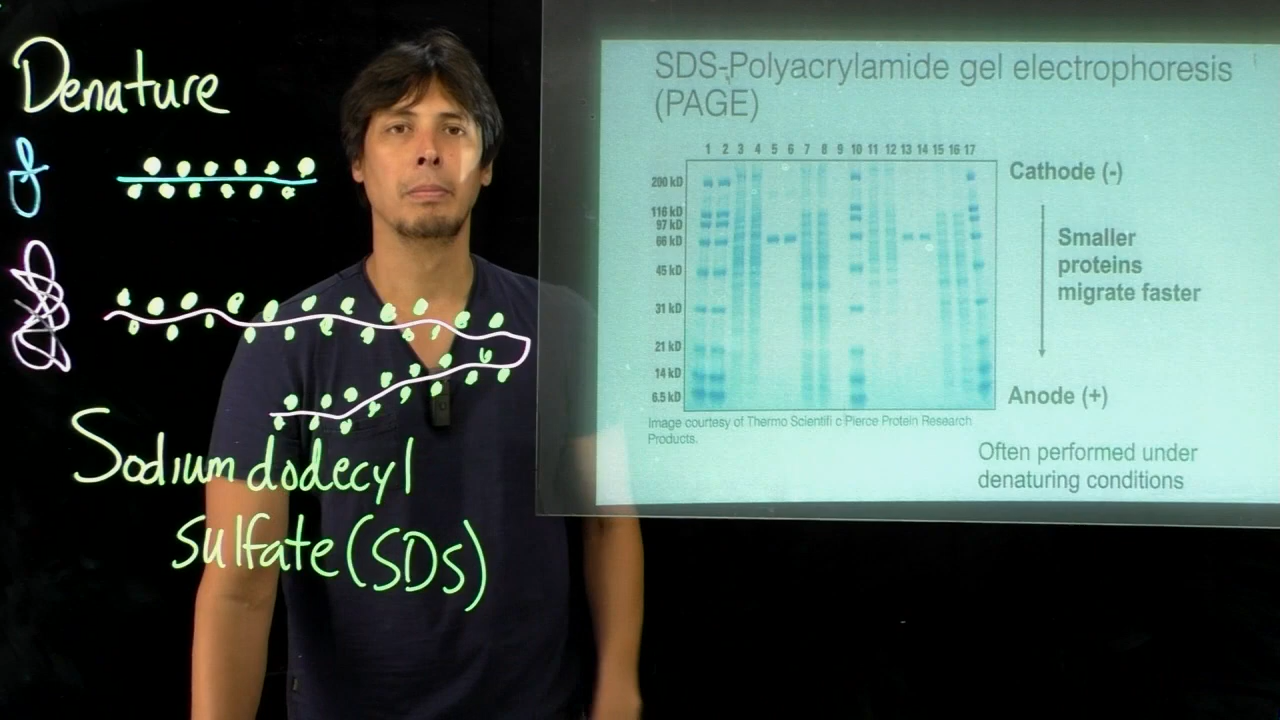 Denature
Sodium dodecyl
sulfate (SDS)
SDS-Polyacrylamide gel electrophoresis
(PAGE)
1 2 3 4 5 6 7 8 9 10 11 12 13 14 15 16 17
200 kD
116 kD
97 kD
66 kD
45 kD
31 kD
21 kD
14 kD
6.5 kD
Cathode (-)
Smaller
proteins
migrate faster
Anode (+)
Image courtesy of Thermo Scientifi c Pierce Protein Research
Products.
Often performed under
denaturing conditions